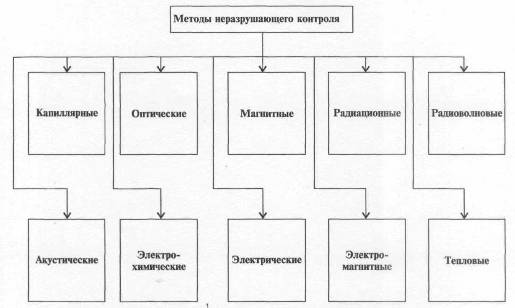 Методы неразрушающего контроля
Капиллярные
Оптические
Магнитные
Радиационные
Радиоволновые
Акустические
Электро-
химические
Электрические
Электро-
магнитные
Тепловые